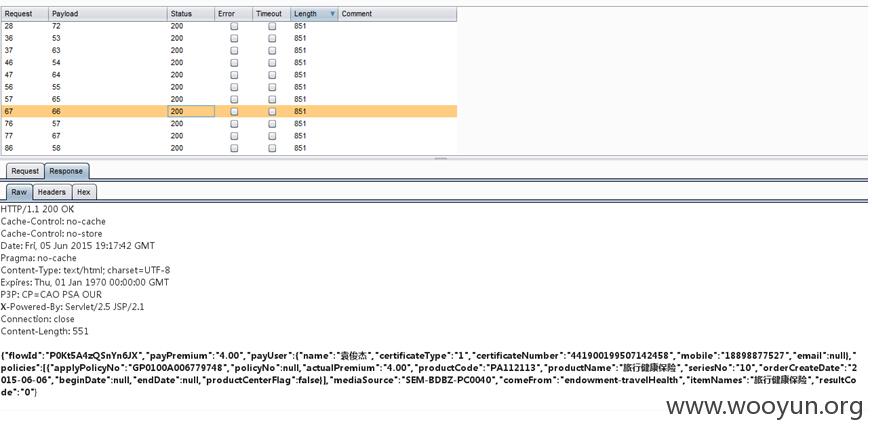 Request Payload Status Error Timeout Length Comment
28 72 200 851
36 53 200 851
37 63 200 851
46 54 200 851
47 64 200 851
56 55 200 851
57 65 200 851
67 66 200 851
76 57 200 851
77 67 200 851
86 58 200 851
Request Response
Raw Headers Hex
HTTP/1.1 200 OK
Cache-Control: no-cache
Cache-Control: no-store
Date: Fri, 05 Jun 2015 19:17:42 GMT
Pragma: no-cache
Content-Type: text/html; charset=UTF-8
Expires: Thu, 01 Jan 1970 00:00:00 GMT
P3P: CP=CAO PSA OUR
X-Powered-By: Servlet/2.5 JSP/2.1
Connection: close
Content-Length: 551
{"flowId":"P0Kt5A4zQSnYn6JX","payPremium":"4.00","payUser":{"name":"袁俊杰","certificateType":"1","certificateNumber":"441900199507142458","mobile":"18898877527","email":null},"
policies":[{"applyPolicyNo":"GP0100A006779748","policyNo":null,"actualPremium":"4.00","productCode":"PA112113","productName":"旅行健康保险","seriesNo":"10","orderCreateDate":"2
015-06-06","beginDate":null,"endDate":null,"productCenterFlag":false}],"mediaSource":"SEM-BDBZ-PC0040","comeFrom":"endowment-travelHealth","itemNames":"旅行健康保险","resultCo
de":"0"}
www.wooyun.org